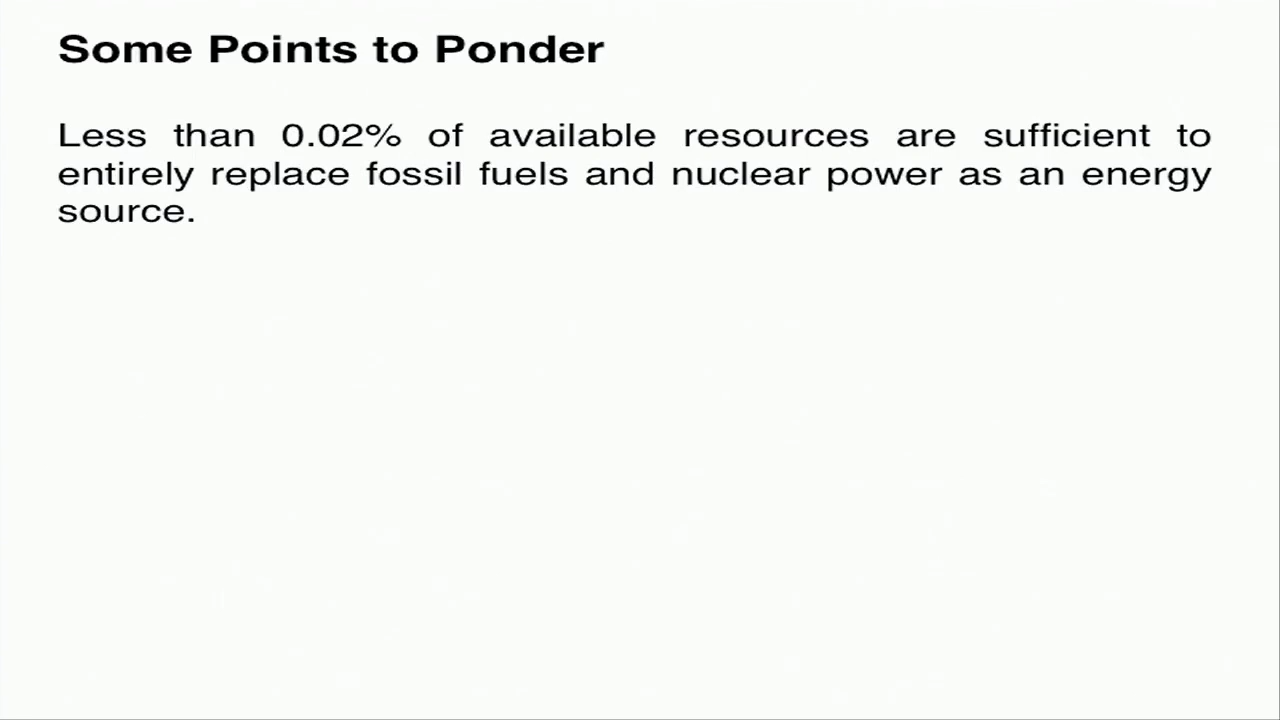 Some Points to Ponder
Less than 0.02% of available resources are sufficient to
entirely replace fossil fuels and nuclear power as an energy
source.